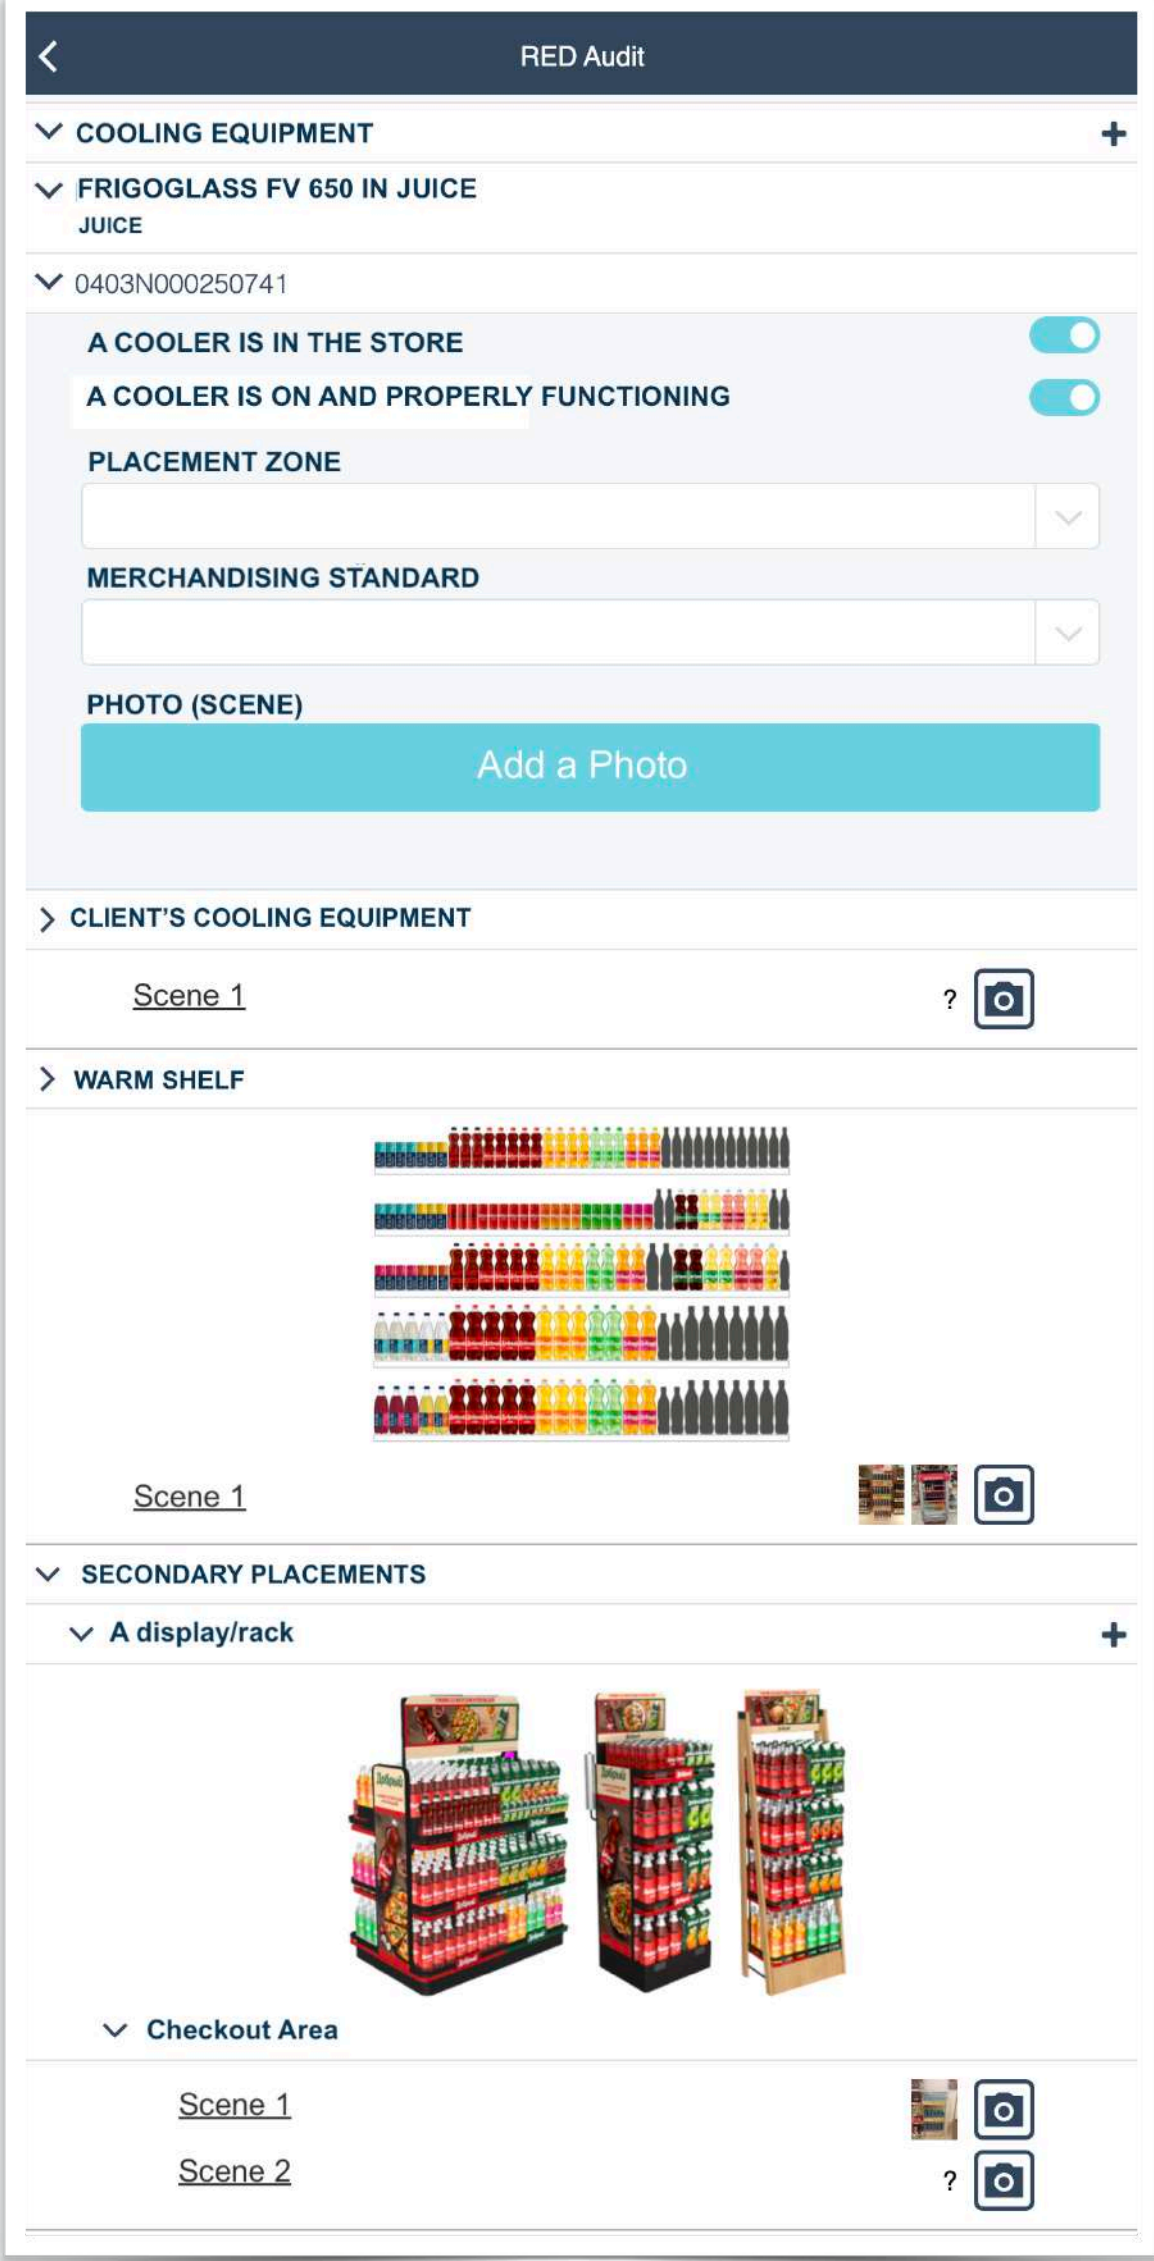 RED Audit
COOLING EQUIPMENT
FRIGOGLASS FV 650 IN JUICE
JUICE
0403N000250741
A COOLER IS IN THE STORE
A COOLER IS ON AND PROPERLY FUNCTIONING
PLACEMENT ZONE
MERCHANDISING STANDARD
PHOTO (SCENE)
Add a Photo
CLIENT'S COOLING EQUIPMENT
Scene 1 ?
WARM SHELF
Scene 1
SECONDARY PLACEMENTS
A display/rack
Добрый
Добрый
Checkout Area
Scene 1
Scene 2 ?